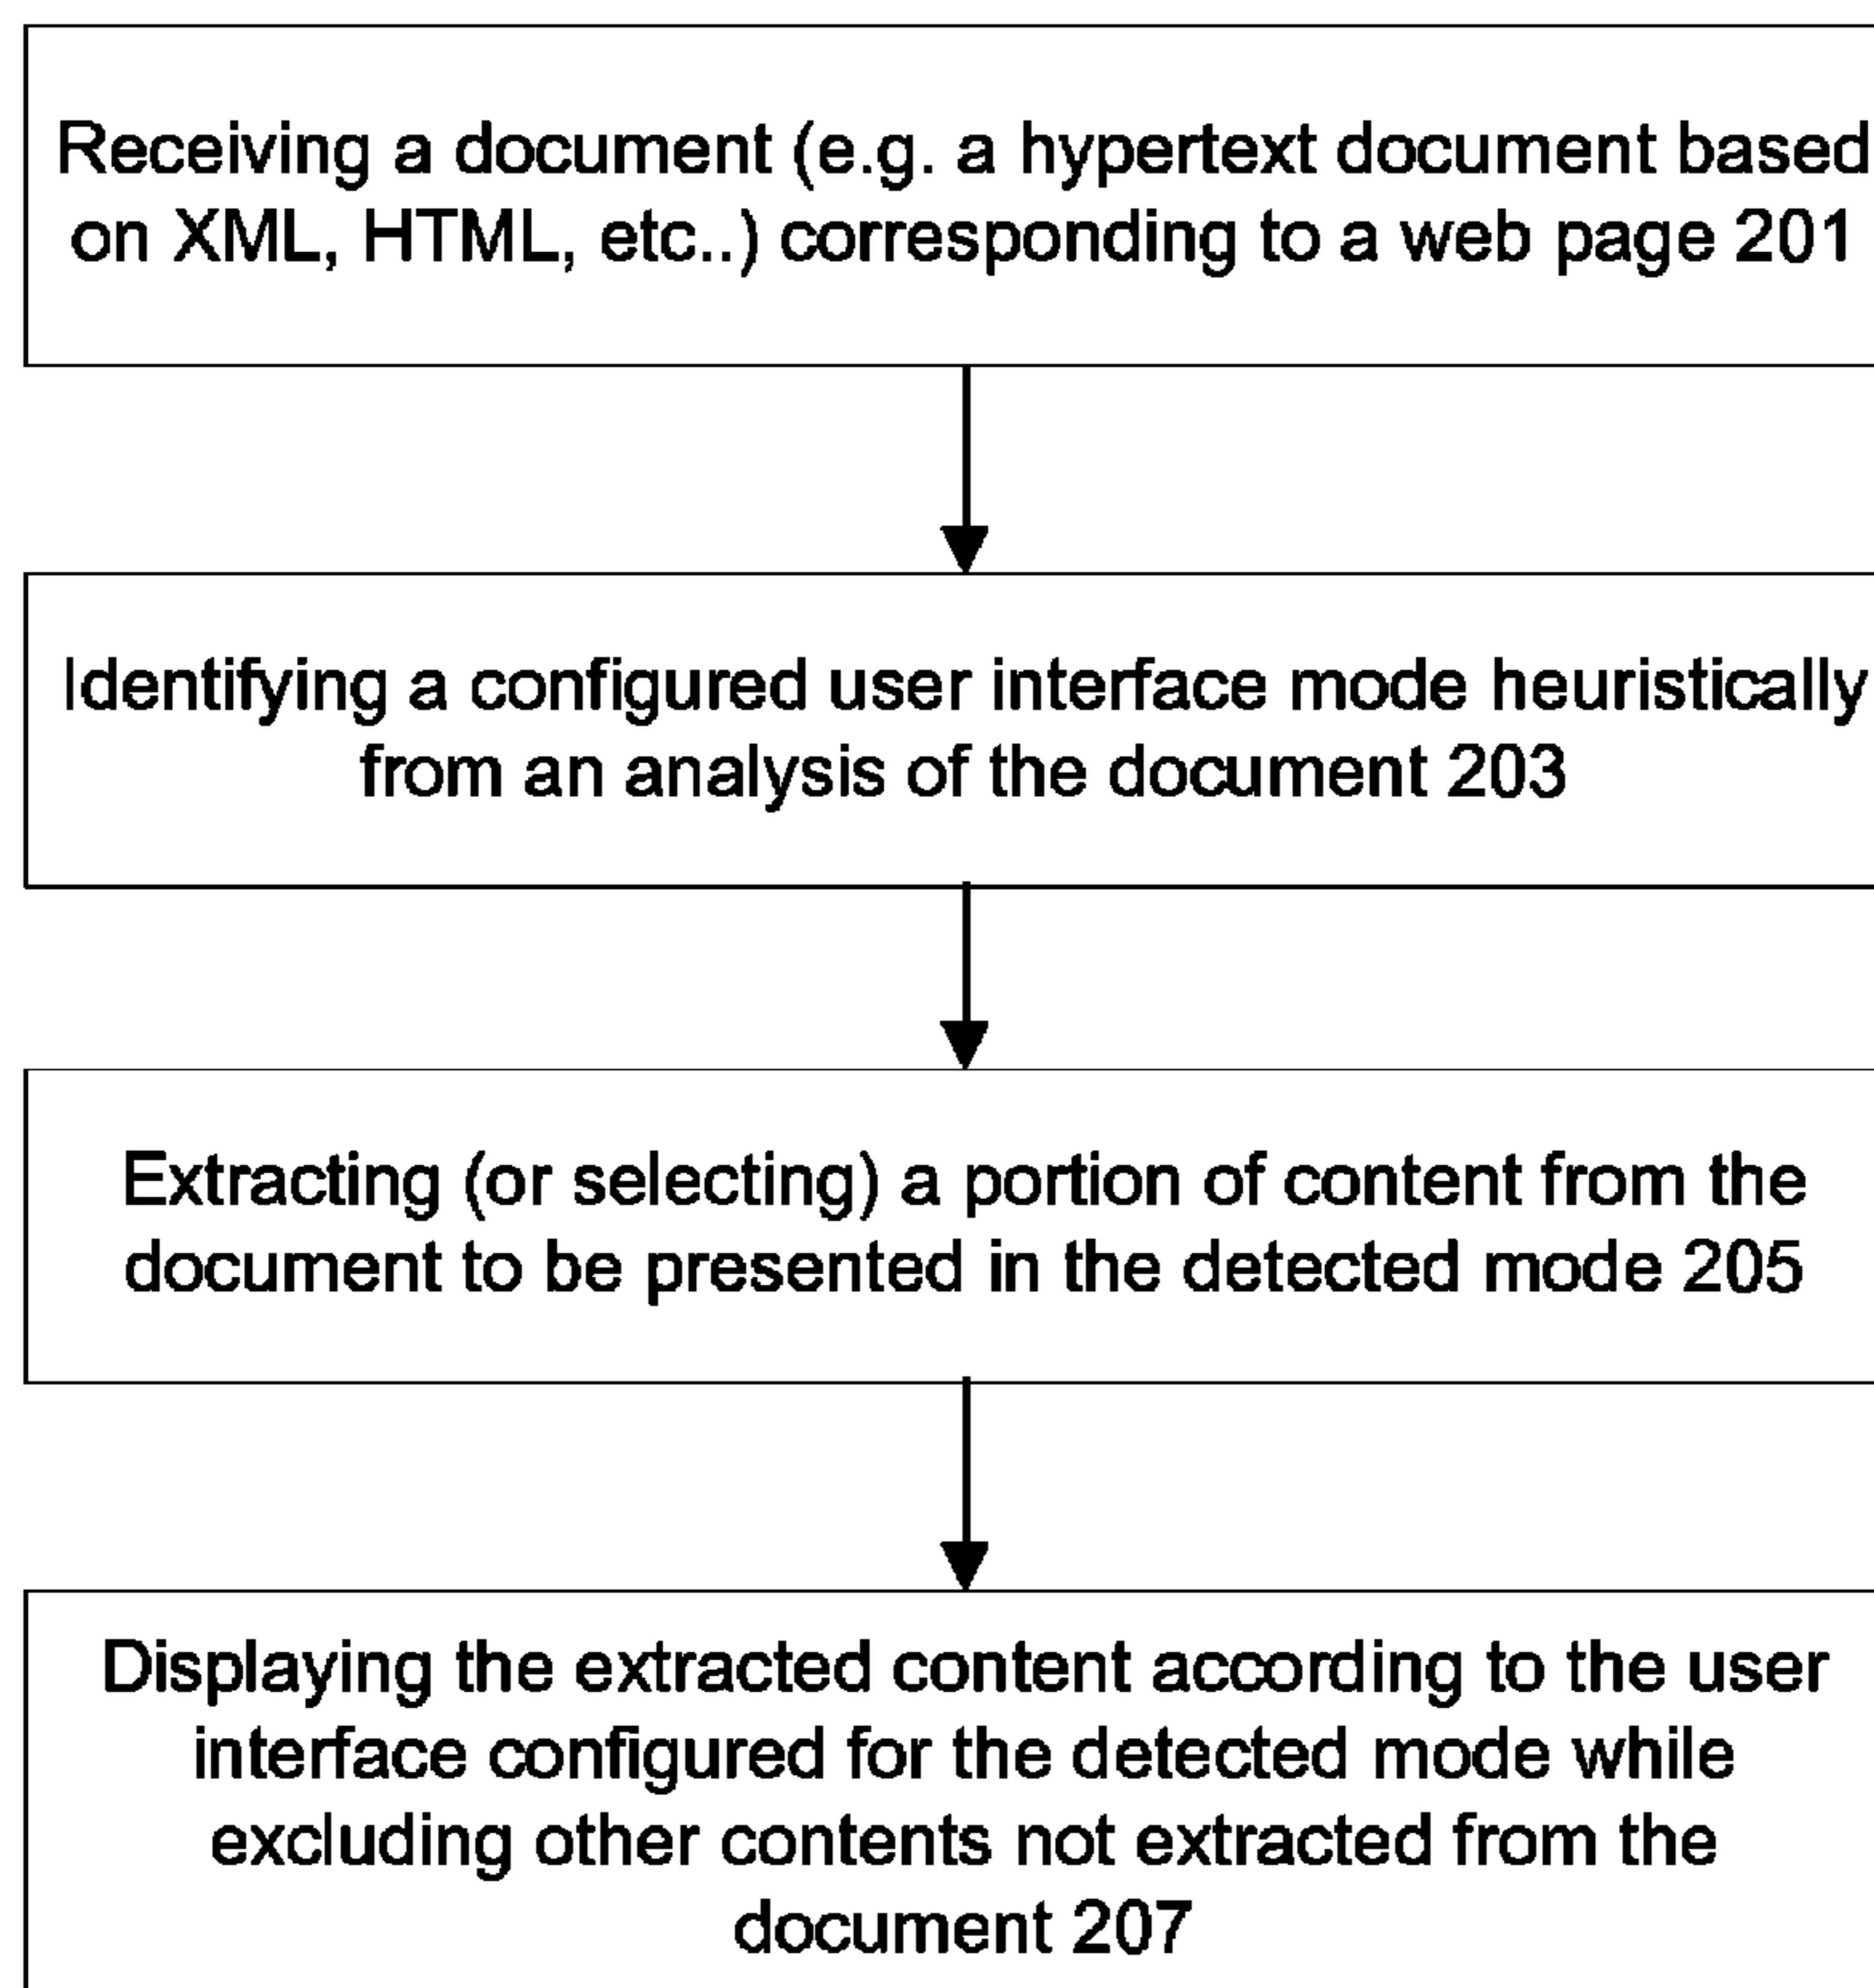 Receiving a document (e.g. a hypertext document based
on XML, HTML, etc..) corresponding to a web page 201
Identifying a configured user interface mode heuristically
from an analysis of the document 203
Extracting (or selecting) a portion of content from the
document to be presented in the detected mode 205
Displaying the extracted content according to the user
interface configured for the detected mode while
excluding other contents not extracted from the
document 207